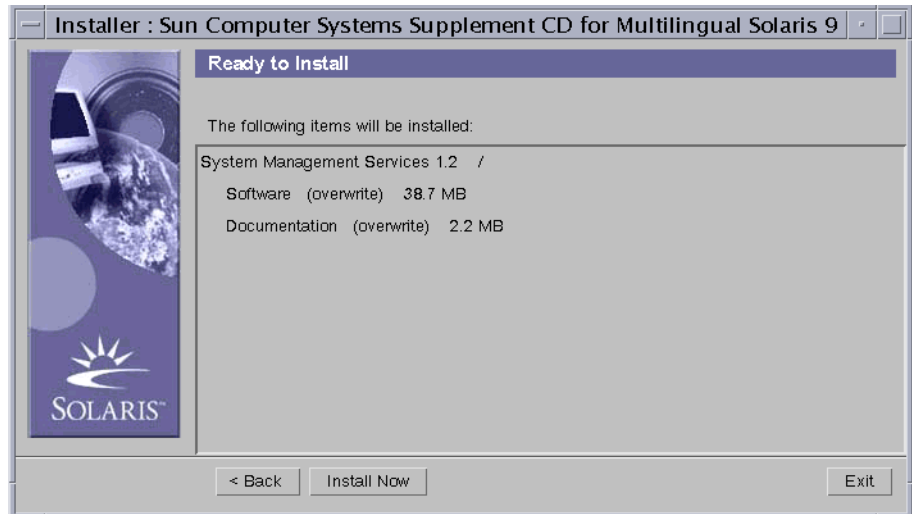 Installer : Sun Computer Systems Supplement CD for Multilingual Solaris 9
Ready to Install
The following items will be installed:
System Management Services 1.2 /
Software (overwrite) 38.7 MB
Documentation (overwrite) 2.2 MB
SOLARIS™
< Back Install Now Exit